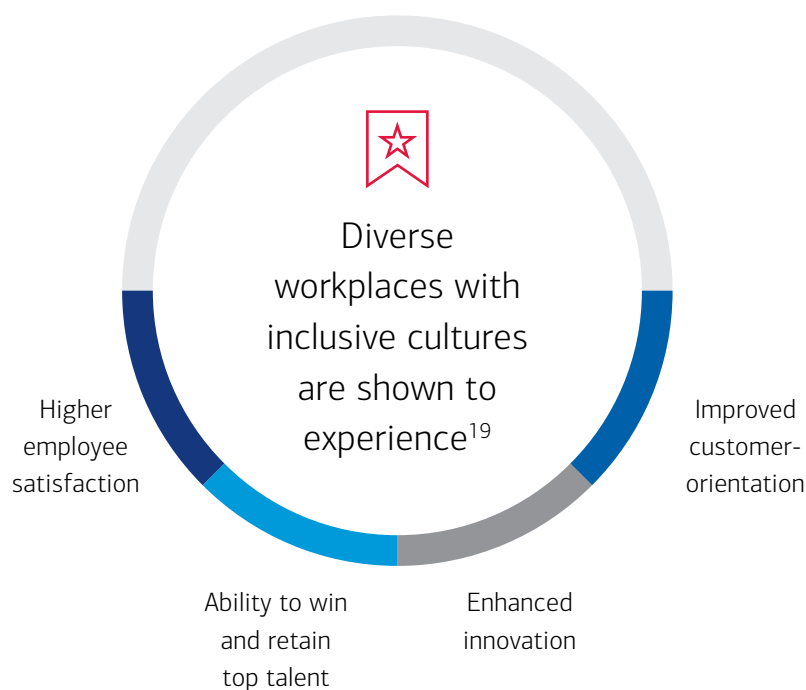 Diverse
workplaces with
inclusive cultures
are shown to
experience19
Higher
employee
satisfaction
Ability to win
and retain
top talent
Enhanced
innovation
Improved
customer-
orientation